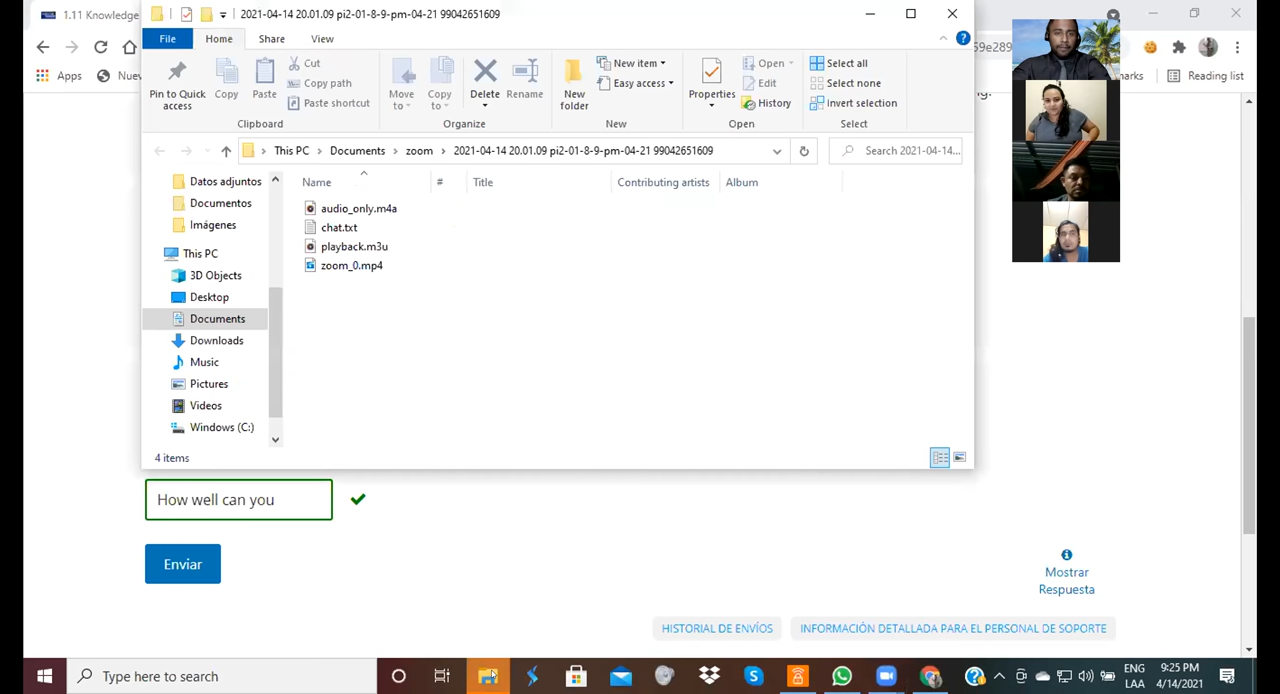 1.11 Knowledge
2021-04-14 20.01.09 pi2-01-8-9-pm-04-21 99042651609
File
Home
Share
View
Apps
Nuev
Reading list
Pin to Quick access
Copy
Paste
Cut
Copy path
Paste shortcut
Clipboard
Move to
Copy to
Delete
Rename
Organize
New folder
New item
Easy access
New
Properties
Open
Edit
History
Open
Select all
Select none
Invert selection
Select
This PC > Documents > zoom > 2021-04-14 20.01.09 pi2-01-8-9-pm-04-21 99042651609
Search 2021-04-14...
Name
#
Title
Contributing artists
Album
Datos adjuntos
Documentos
Imágenes
This PC
3D Objects
Desktop
Documents
Downloads
Music
Pictures
Videos
Windows (C:)
audio_only.m4a
chat.txt
playback.m3u
zoom_0.mp4
4 items
How well can you
Enviar
Mostrar
Respuesta
HISTORIAL DE ENVÍOS
INFORMACIÓN DETALLADA PARA EL PERSONAL DE SOPORTE
Type here to search
ENG
LAA
9:25 PM
4/14/2021